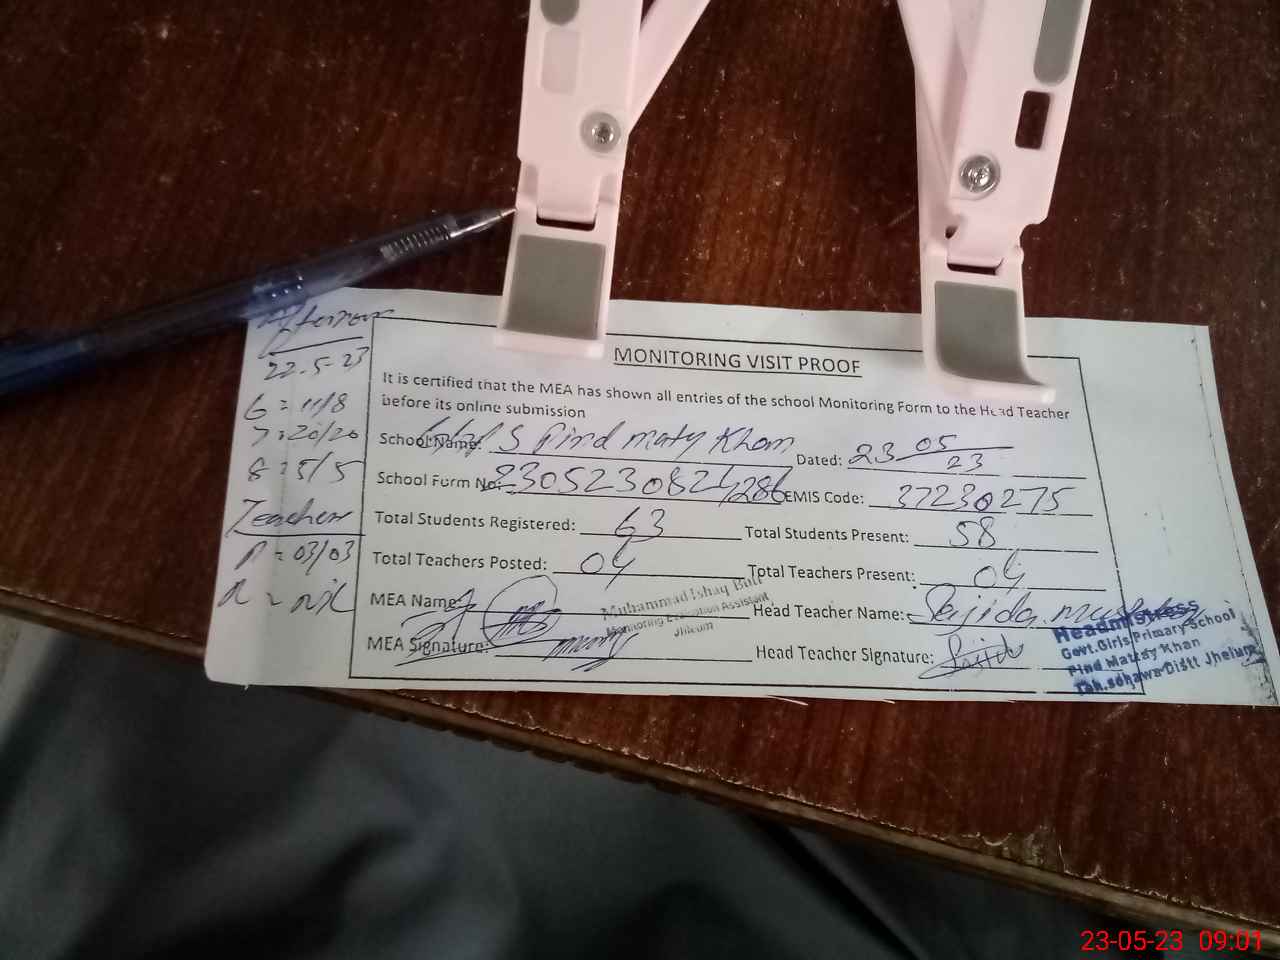 Afternoon
22.5-23
6 = 11/8
7 = 20/20
8 = 5/5
Teacher
P = 03/03
A = nil
MONITORING VISIT PROOF
It is certified that the MEA has shown all entries of the school Monitoring Form to the Head Teacher
before its online submission
School Name: S Pind maty Khan Dated: 23 05 23
School Form No: 2305230824286 EMIS Code: 37230275
Total Students Registered: 63 Total Students Present: 58
Total Teachers Posted: 04 Total Teachers Present: 04
MEA Name: Muhammad Ishaq Butt Head Teacher Name: Sajida
Monitoring Evaluation Assistant
Jhleum
MEA Signature: Head Teacher Signature: Sajida
Headmistress
Govt.Girls Primary School
Pind Matisy Khan
Teh.sohawa Distt Jhelum
23-05-23 09:01